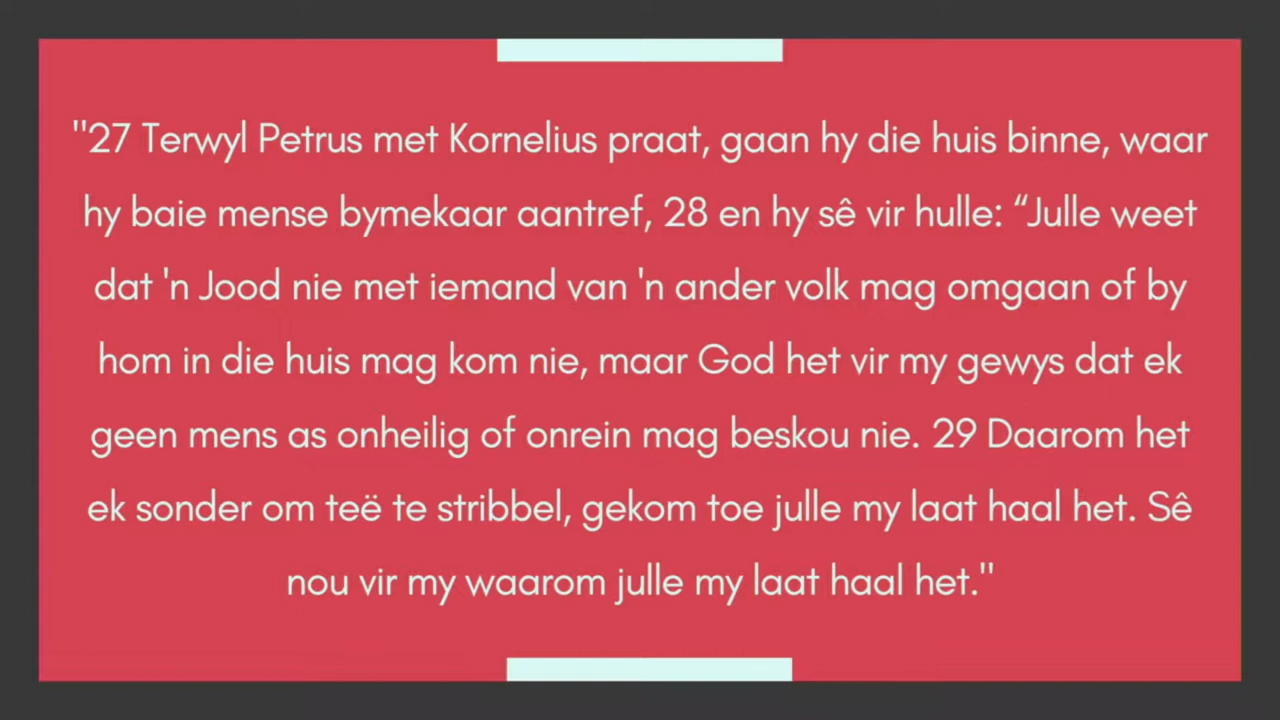 "27 Terwyl Petrus met Kornelius praat, gaan hy die huis binne, waar
hy baie mense bymekaar aantref, 28 en hy sê vir hulle: “Julle weet
dat 'n Jood nie met iemand van 'n ander volk mag omgaan of by
hom in die huis mag kom nie, maar God het vir my gewys dat ek
geen mens as onheilig of onrein mag beskou nie. 29 Daarom het
ek sonder om teë te stribbel, gekom toe julle my laat haal het. Sê
nou vir my waarom julle my laat haal het."